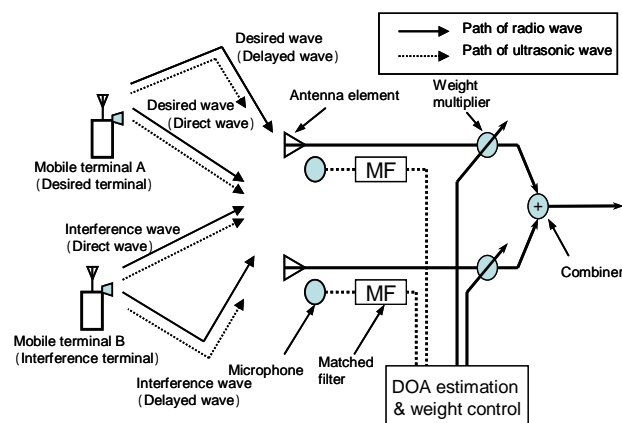 Path of radio wave
Path of ultrasonic wave
Desired wave
(Delayed wave)
Desired wave
(Direct wave)
Antenna element
Weight
multiplier
Mobile terminal A
(Desired terminal)
MF
Interference wave
(Direct wave)
+
Combiner
MF
Mobile terminal B
(Interference terminal)
Microphone
Matched
filter
Interference wave
(Delayed wave)
DOA estimation
& weight control